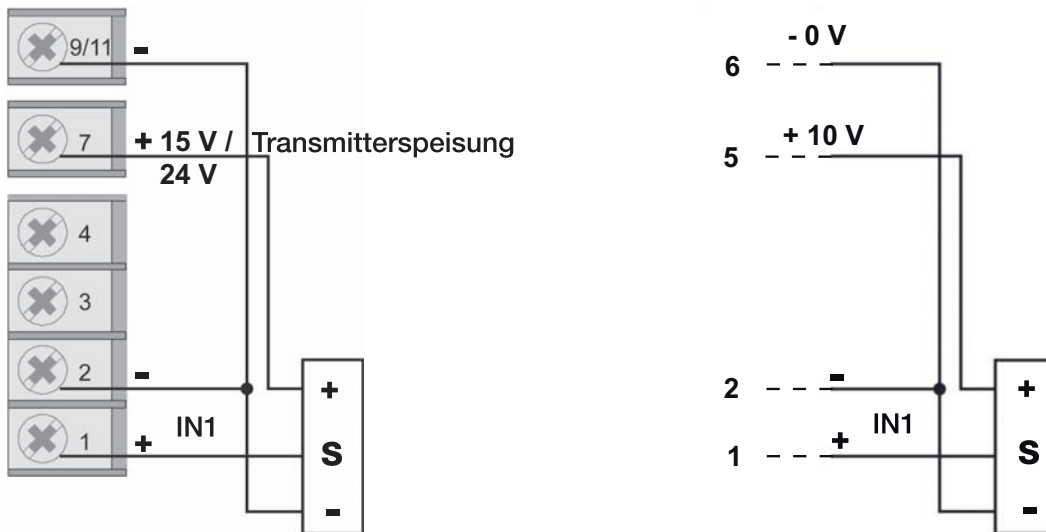 9/11 -
7 + 15 V / Transmitterspeisung
24 V
4
3
2 -
1 + IN1
+
S
-
- 0 V
6
+ 10 V
5
2 -
1 + IN1
+
S
-